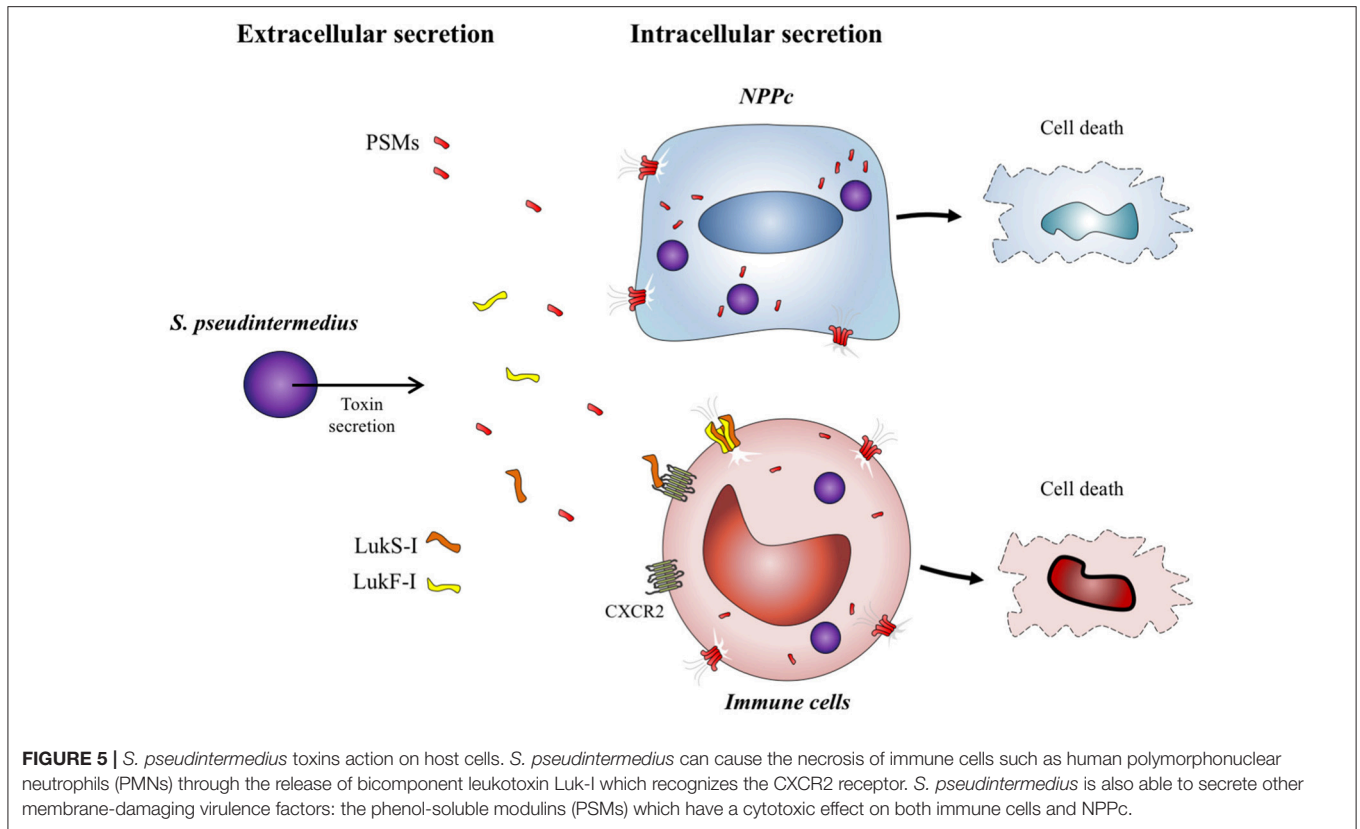 Extracellular secretion
Intracellular secretion
NPPc
Cell death
PSMs
S. pseudintermedius
Toxin
secretion
LukS-I
LukF-I
CXCR2
Cell death
Immune cells
FIGURE 5 | S. pseudintermedius toxins action on host cells. S. pseudintermedius can cause the necrosis of immune cells such as human polymorphonuclear
neutrophils (PMNs) through the release of bicomponent leukotoxin Luk-I which recognizes the CXCR2 receptor. S. pseudintermedius is also able to secrete other
membrane-damaging virulence factors: the phenol-soluble modulins (PSMs) which have a cytotoxic effect on both immune cells and NPPc.